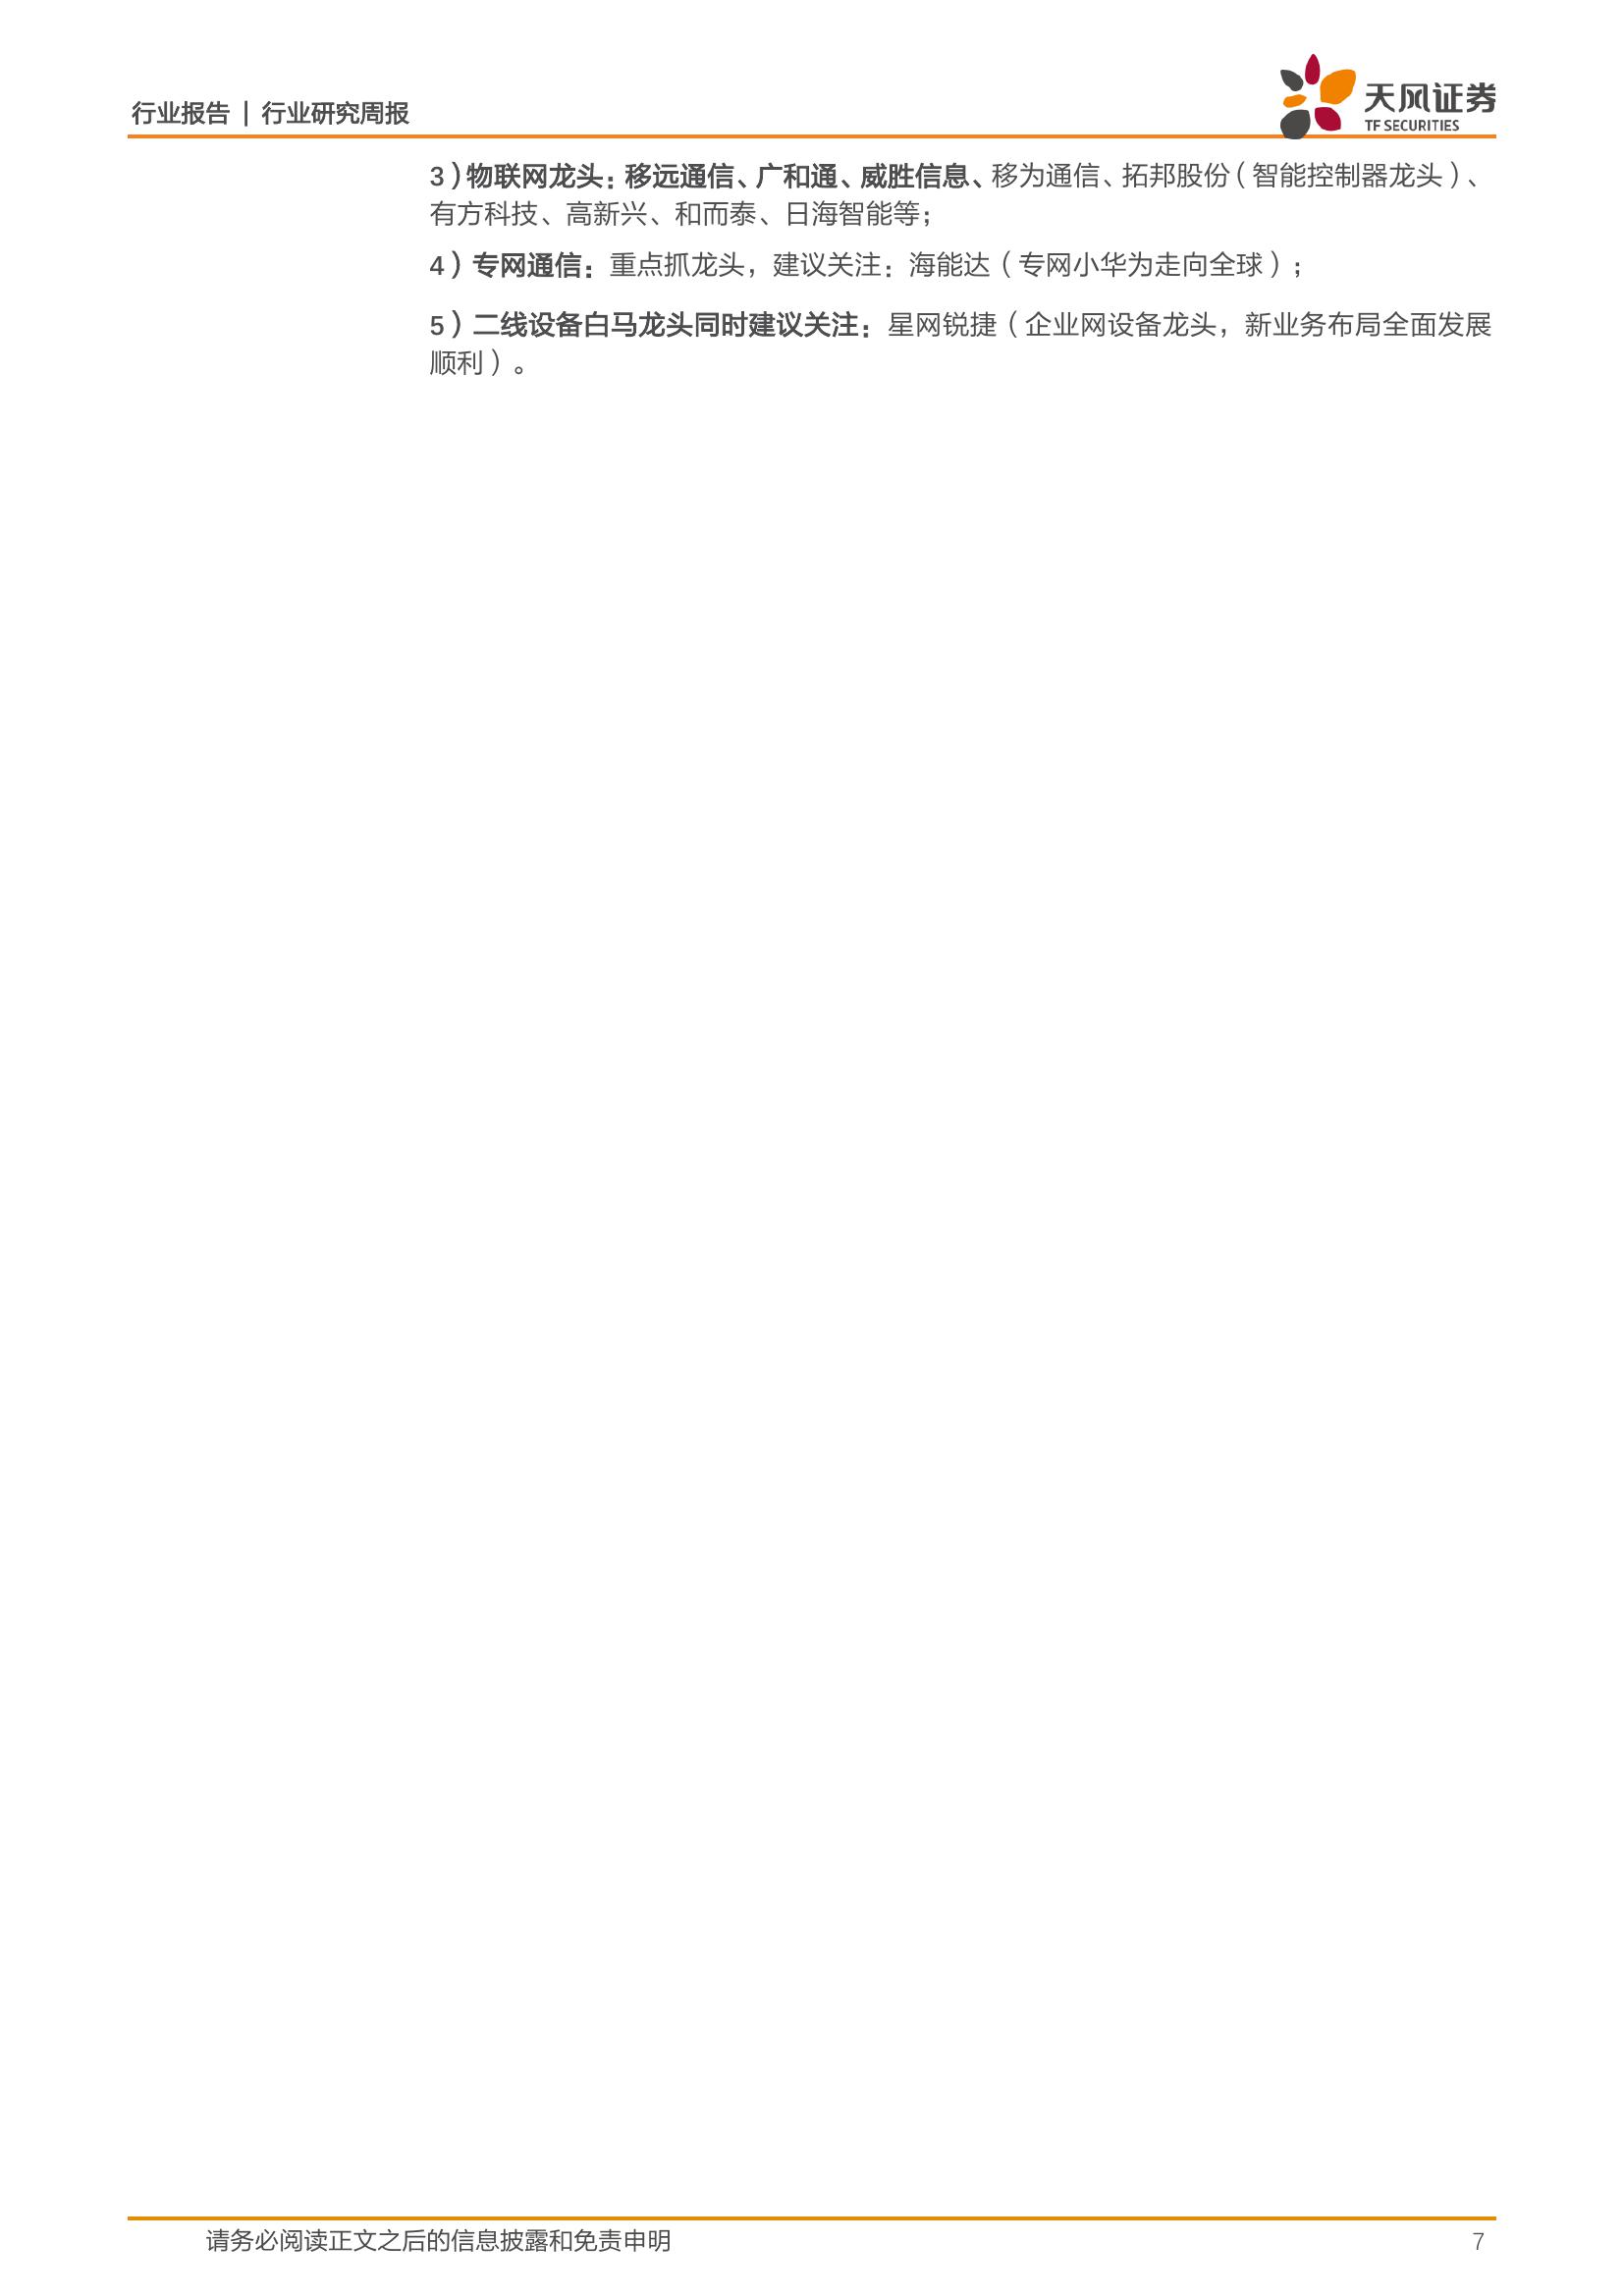 行业报告 | 行业研究周报
天风证券
TF SECURITIES
3）物联网龙头：移远通信、广和通、威胜信息、移为通信、拓邦股份（智能控制器龙头）、
有方科技、高新兴、和而泰、日海智能等；
4）专网通信：重点抓龙头，建议关注：海能达（专网小华为走向全球）；
5）二线设备白马龙头同时建议关注：星网锐捷（企业网设备龙头，新业务布局全面发展
顺利）。
请务必阅读正文之后的信息披露和免责申明
7